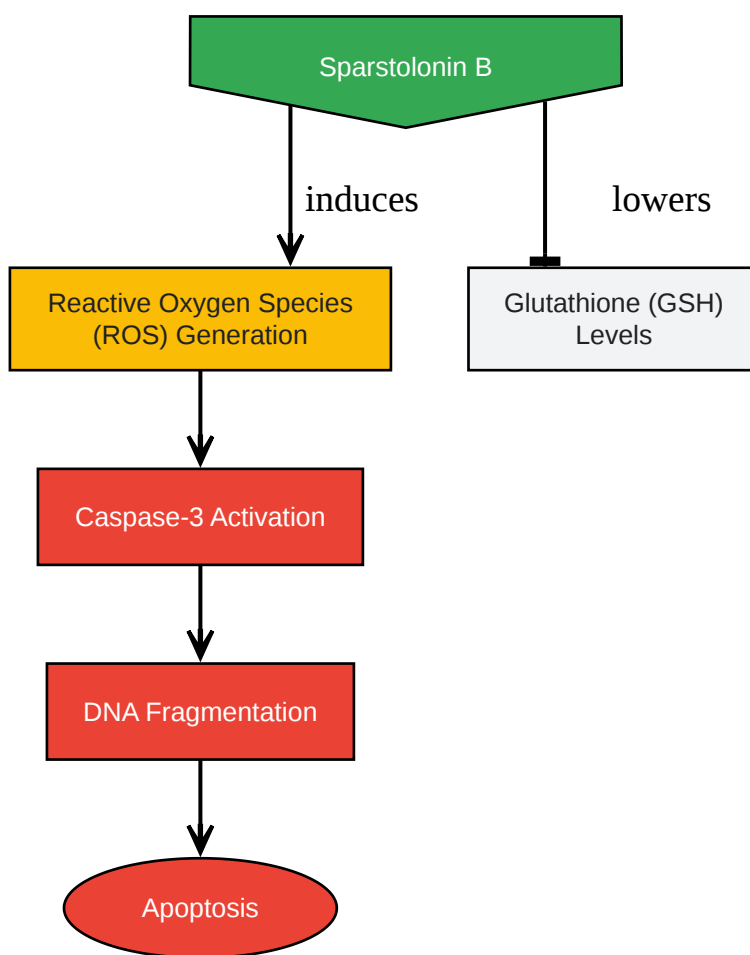 Sparstolonin B
induces
lowers
Reactive Oxygen Species
(ROS) Generation
Glutathione (GSH)
Levels
Caspase-3 Activation
DNA Fragmentation
Apoptosis